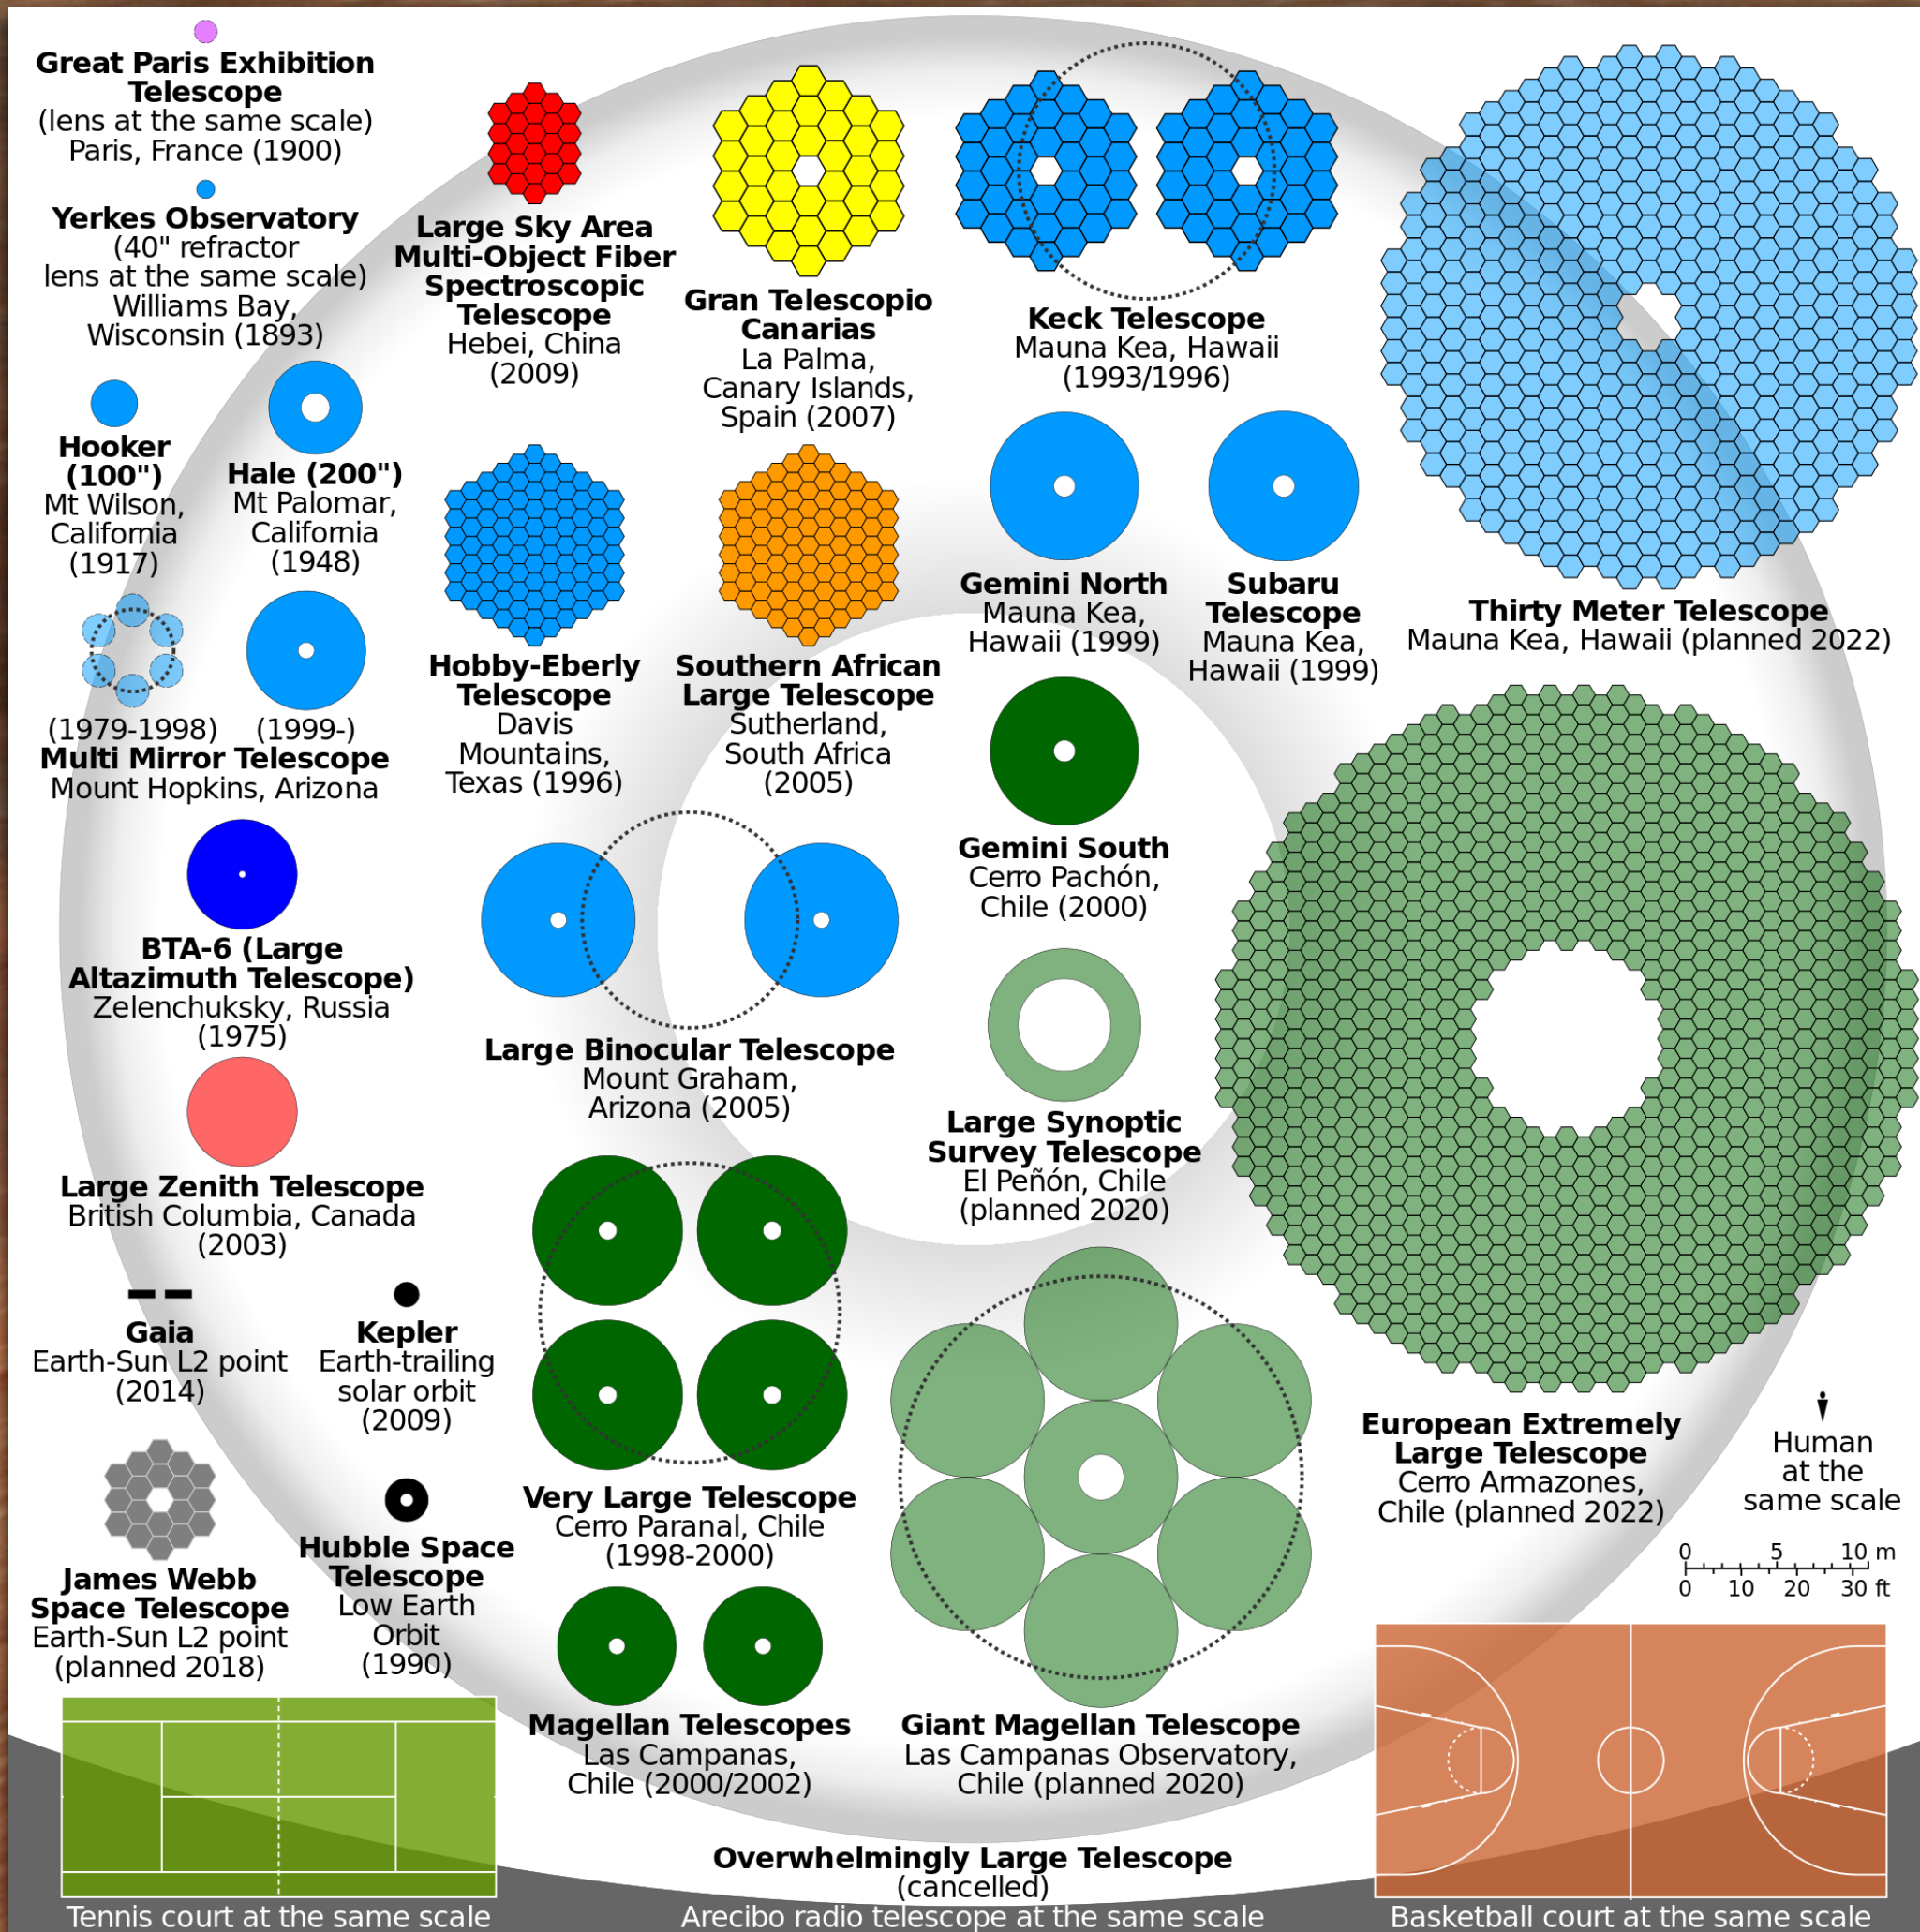 Great Paris Exhibition
Telescope
(lens at the same scale)
Paris, France (1900)
Yerkes Observatory
(40" refractor
lens at the same scale)
Williams Bay,
Wisconsin (1893)
Hooker
(100")
Mt Wilson,
California
(1917)
Hale (200")
Mt Palomar,
California
(1948)
(1979-1998)
(1999-)
Multi Mirror Telescope
Mount Hopkins, Arizona
BTA-6 (Large
Altazimuth Telescope)
Zelenchuksky, Russia
(1975)
Large Zenith Telescope
British Columbia, Canada
(2003)
Gaia
Earth-Sun L2 point
(2014)
Kepler
Earth-trailing
solar orbit
(2009)
James Webb
Space Telescope
Earth-Sun L2 point
(planned 2018)
Hubble Space
Telescope
Low Earth
Orbit
(1990)
Large Sky Area
Multi-Object Fiber
Spectroscopic
Telescope
Hebei, China
(2009)
Gran Telescopio
Canarias
La Palma,
Canary Islands,
Spain (2007)
Keck Telescope
Mauna Kea, Hawaii
(1993/1996)
Hobby-Eberly
Telescope
Davis
Mountains,
Texas (1996)
Southern African
Large Telescope
Sutherland,
South Africa
(2005)
Gemini North
Mauna Kea,
Hawaii (1999)
Subaru
Telescope
Mauna Kea,
Hawaii (1999)
Thirty Meter Telescope
Mauna Kea, Hawaii (planned 2022)
Gemini South
Cerro Pachón,
Chile (2000)
Large Binocular Telescope
Mount Graham,
Arizona (2005)
Large Synoptic
Survey Telescope
El Peñón, Chile
(planned 2020)
Very Large Telescope
Cerro Paranal, Chile
(1998-2000)
Magellan Telescopes
Las Campanas,
Chile (2000/2002)
Giant Magellan Telescope
Las Campanas Observatory,
Chile (planned 2020)
European Extremely
Large Telescope
Cerro Armazones,
Chile (planned 2022)
Human
at the
same scale
0 5 10 m
0 10 20 30 ft
Overwhelmingly Large Telescope
(cancelled)
Tennis court at the same scale
Arecibo radio telescope at the same scale
Basketball court at the same scale